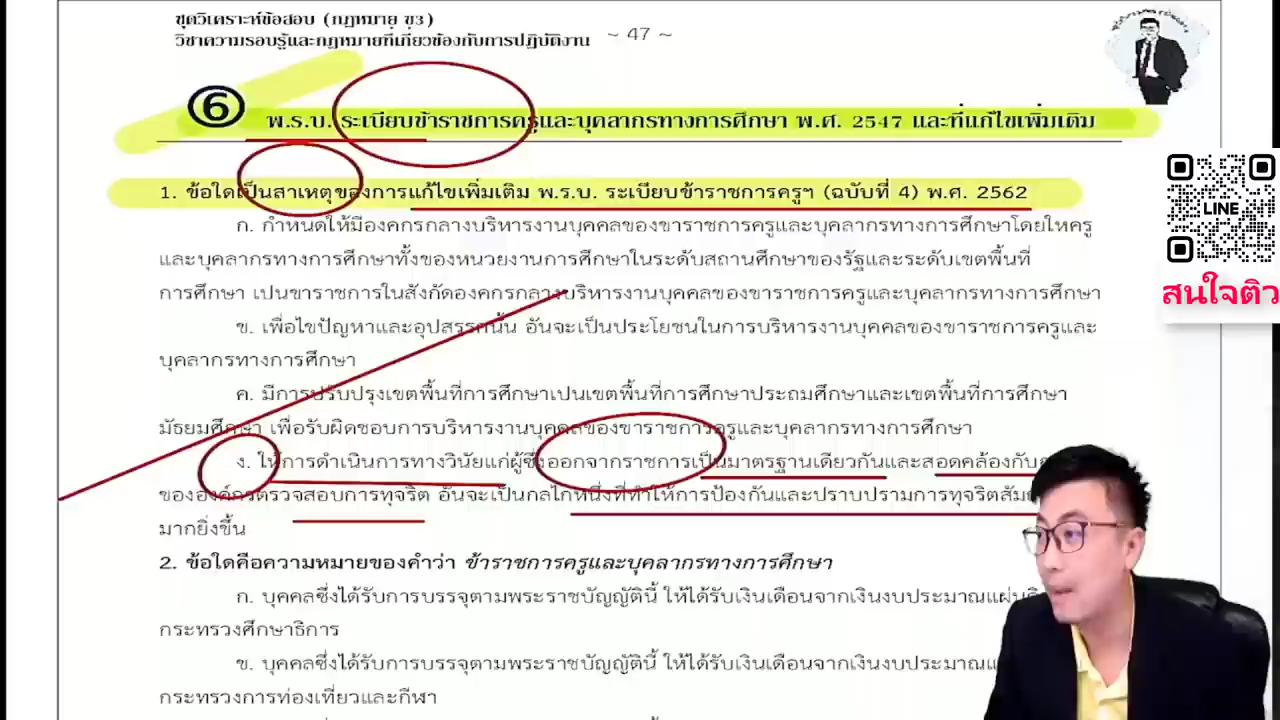 ชุดวิเคราะห์ข้อสอบ (กฎหมาย ข3)
วิชาความรอบรู้และกฎหมายที่เกี่ยวข้องกับการปฏิบัติงาน
~ 47 ~
6 พ.ร.บ. ระเบียบข้าราชการครูและบุคลากรทางการศึกษา พ.ศ. 2547 และที่แก้ไขเพิ่มเติม
1. ข้อใดเป็นสาเหตุของการแก้ไขเพิ่มเติม พ.ร.บ. ระเบียบข้าราชการครูฯ (ฉบับที่ 4) พ.ศ. 2562
ก. กำหนดให้มีองคกรกลางบริหารงานบุคคลของขาราชการครูและบุคลากรทางการศึกษาโดยใหครู
และบุคลากรทางการศึกษาทั้งของหนวยงานการศึกษาในระดับสถานศึกษาของรัฐและระดับเขตพื้นที่
การศึกษา เปนขาราชการในสังกัดองคกรกลางบริหารงานบุคคลของขาราชการครูและบุคลากรทางการศึกษา
ข. เพื่อไขปัญหาและอุปสรรคนั้น อันจะเป็นประโยชนในการบริหารงานบุคคลของขาราชการครูและ
บุคลากรทางการศึกษา
ค. มีการปรับปรุงเขตพื้นที่การศึกษาเปนเขตพื้นที่การศึกษาประถมศึกษาและเขตพื้นที่การศึกษา
มัธยมศึกษา เพื่อรับผิดชอบการบริหารงานบุคคลของขาราชการครูและบุคลากรทางการศึกษา
ง. ให้การดำเนินการทางวินัยแก่ผู้ซึ่งออกจากราชการเป็นมาตรฐานเดียวกันและสอดคล้องกับ
ขององค์กรตรวจสอบการทุจริต อันจะเป็นกลไกหนึ่งที่ทำให้การป้องกันและปราบปรามการทุจริต
มากยิ่งขึ้น
2. ข้อใดคือความหมายของคำว่า ข้าราชการครูและบุคลากรทางการศึกษา
ก. บุคคลซึ่งได้รับการบรรจุตามพระราชบัญญัตินี้ ให้ได้รับเงินเดือนจากเงินงบประมาณ
กระทรวงศึกษาธิการ
ข. บุคคลซึ่งได้รับการบรรจุตามพระราชบัญญัตินี้ ให้ได้รับเงินเดือนจากเงินงบประมาณ
กระทรวงการท่องเที่ยวและกีฬา
LINE
สนใจติว